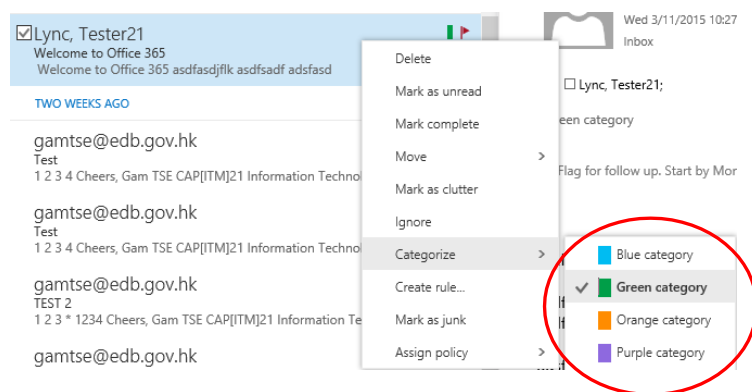 Lync, Tester21
Welcome to Office 365
Welcome to Office 365 asdfasdjflk asdfsadf adsfasd
TWO WEEKS AGO
gamtse@edb.gov.hk
Test
1 2 3 4 Cheers, Gam TSE CAP[ITM]21 Information Techno
gamtse@edb.gov.hk
Test
1 2 3 4 Cheers, Gam TSE CAP[ITM]21 Information Techno
gamtse@edb.gov.hk
TEST 2
1 2 3 * 1234 Cheers, Gam TSE CAP[ITM]21 Information Te
gamtse@edb.gov.hk
Delete
Mark as unread
Mark complete
Move
Mark as clutter
Ignore
Categorize
Create rule...
Mark as junk
Assign policy
Wed 3/11/2015 10:27
Inbox
Lync, Tester21;
een category
Flag for follow up. Start by Mor
Blue category
Green category
Orange category
Purple category